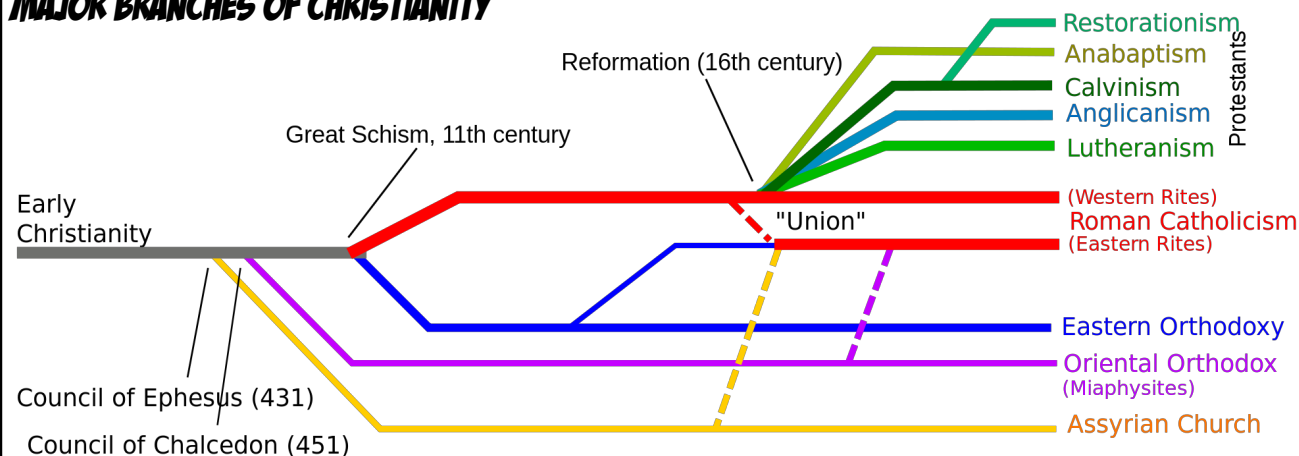 MAJOR BRANCHES OF CHRISTIANITY
Restorationism
Reformation (16th century)
Anabaptism
Calvinism
Anglicanism
Lutheranism
Protestants
Great Schism, 11th century
Early
Christianity
(Western Rites)
"Union"
Roman Catholicism
(Eastern Rites)
Eastern Orthodoxy
Oriental Orthodox
(Miaphysites)
Council of Ephesus (431)
Assyrian Church
Council of Chalcedon (451)